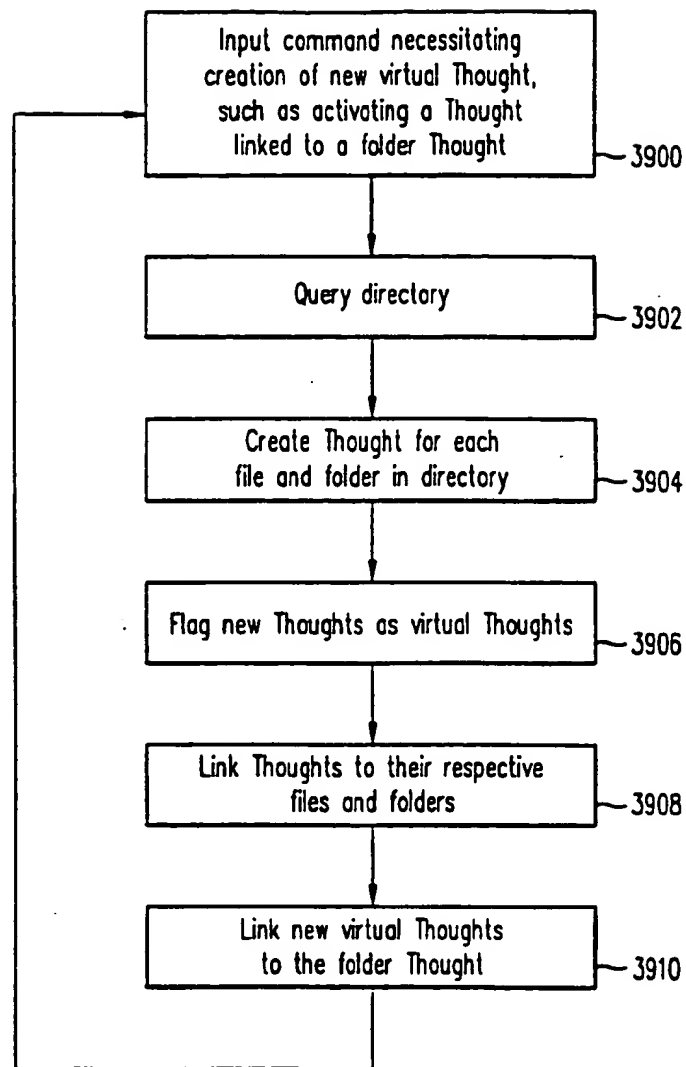 Input command necessitating
creation of new virtual Thought,
such as activating a Thought
linked to a folder Thought
3900
Query directory
3902
Create Thought for each
file and folder in directory
3904
Flag new Thoughts as virtual Thoughts
3906
Link Thoughts to their respective
files and folders
3908
Link new virtual Thoughts
to the folder Thought
3910